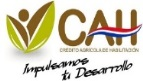 CAH
CRÉDITO AGRÍCOLA DE HABILITACIÓN
Impulsamos
tu Desarrollo